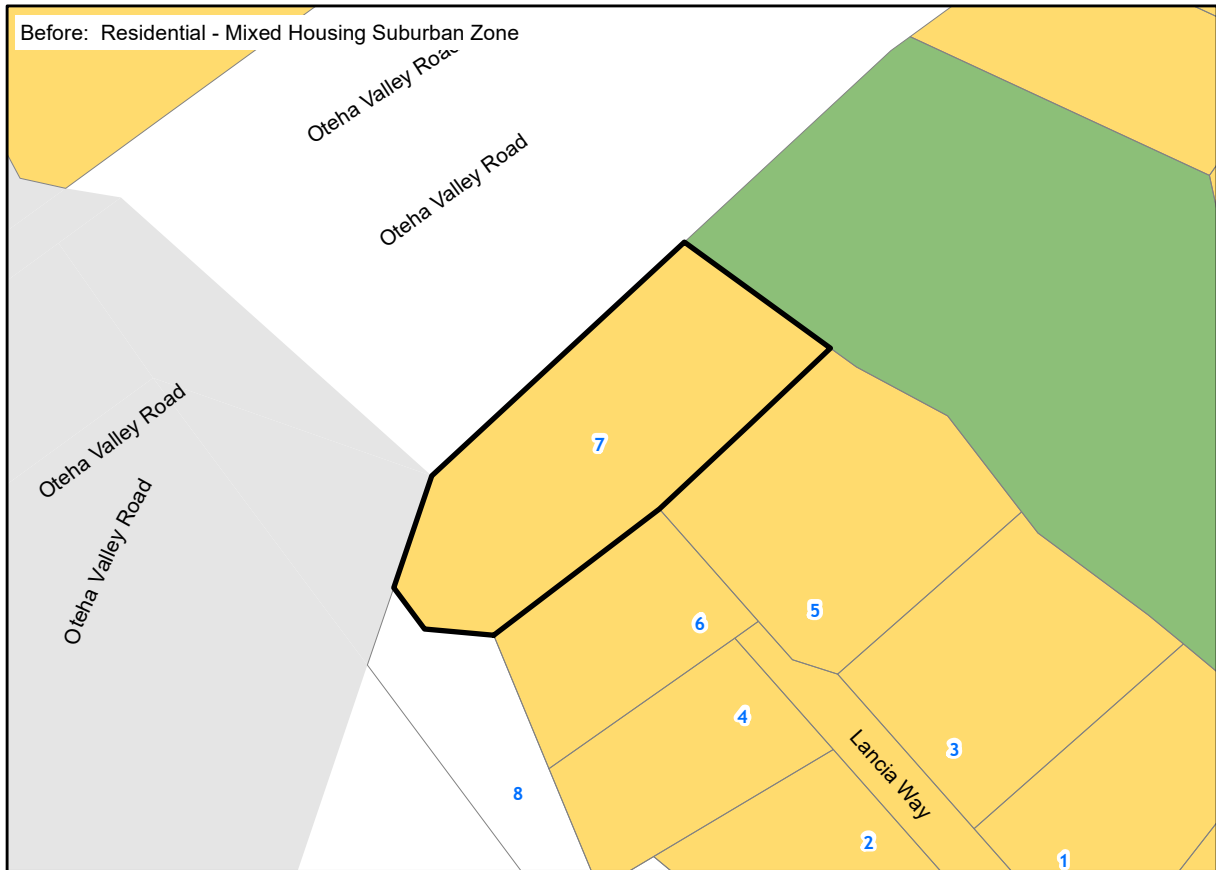 Before: Residential - Mixed Housing Suburban Zone
Oteha Valley Road
Oteha Valley Road
Oteha Valley Road
Oteha Valley Road
7
6
5
4
3
Lancia Way
8
2
1